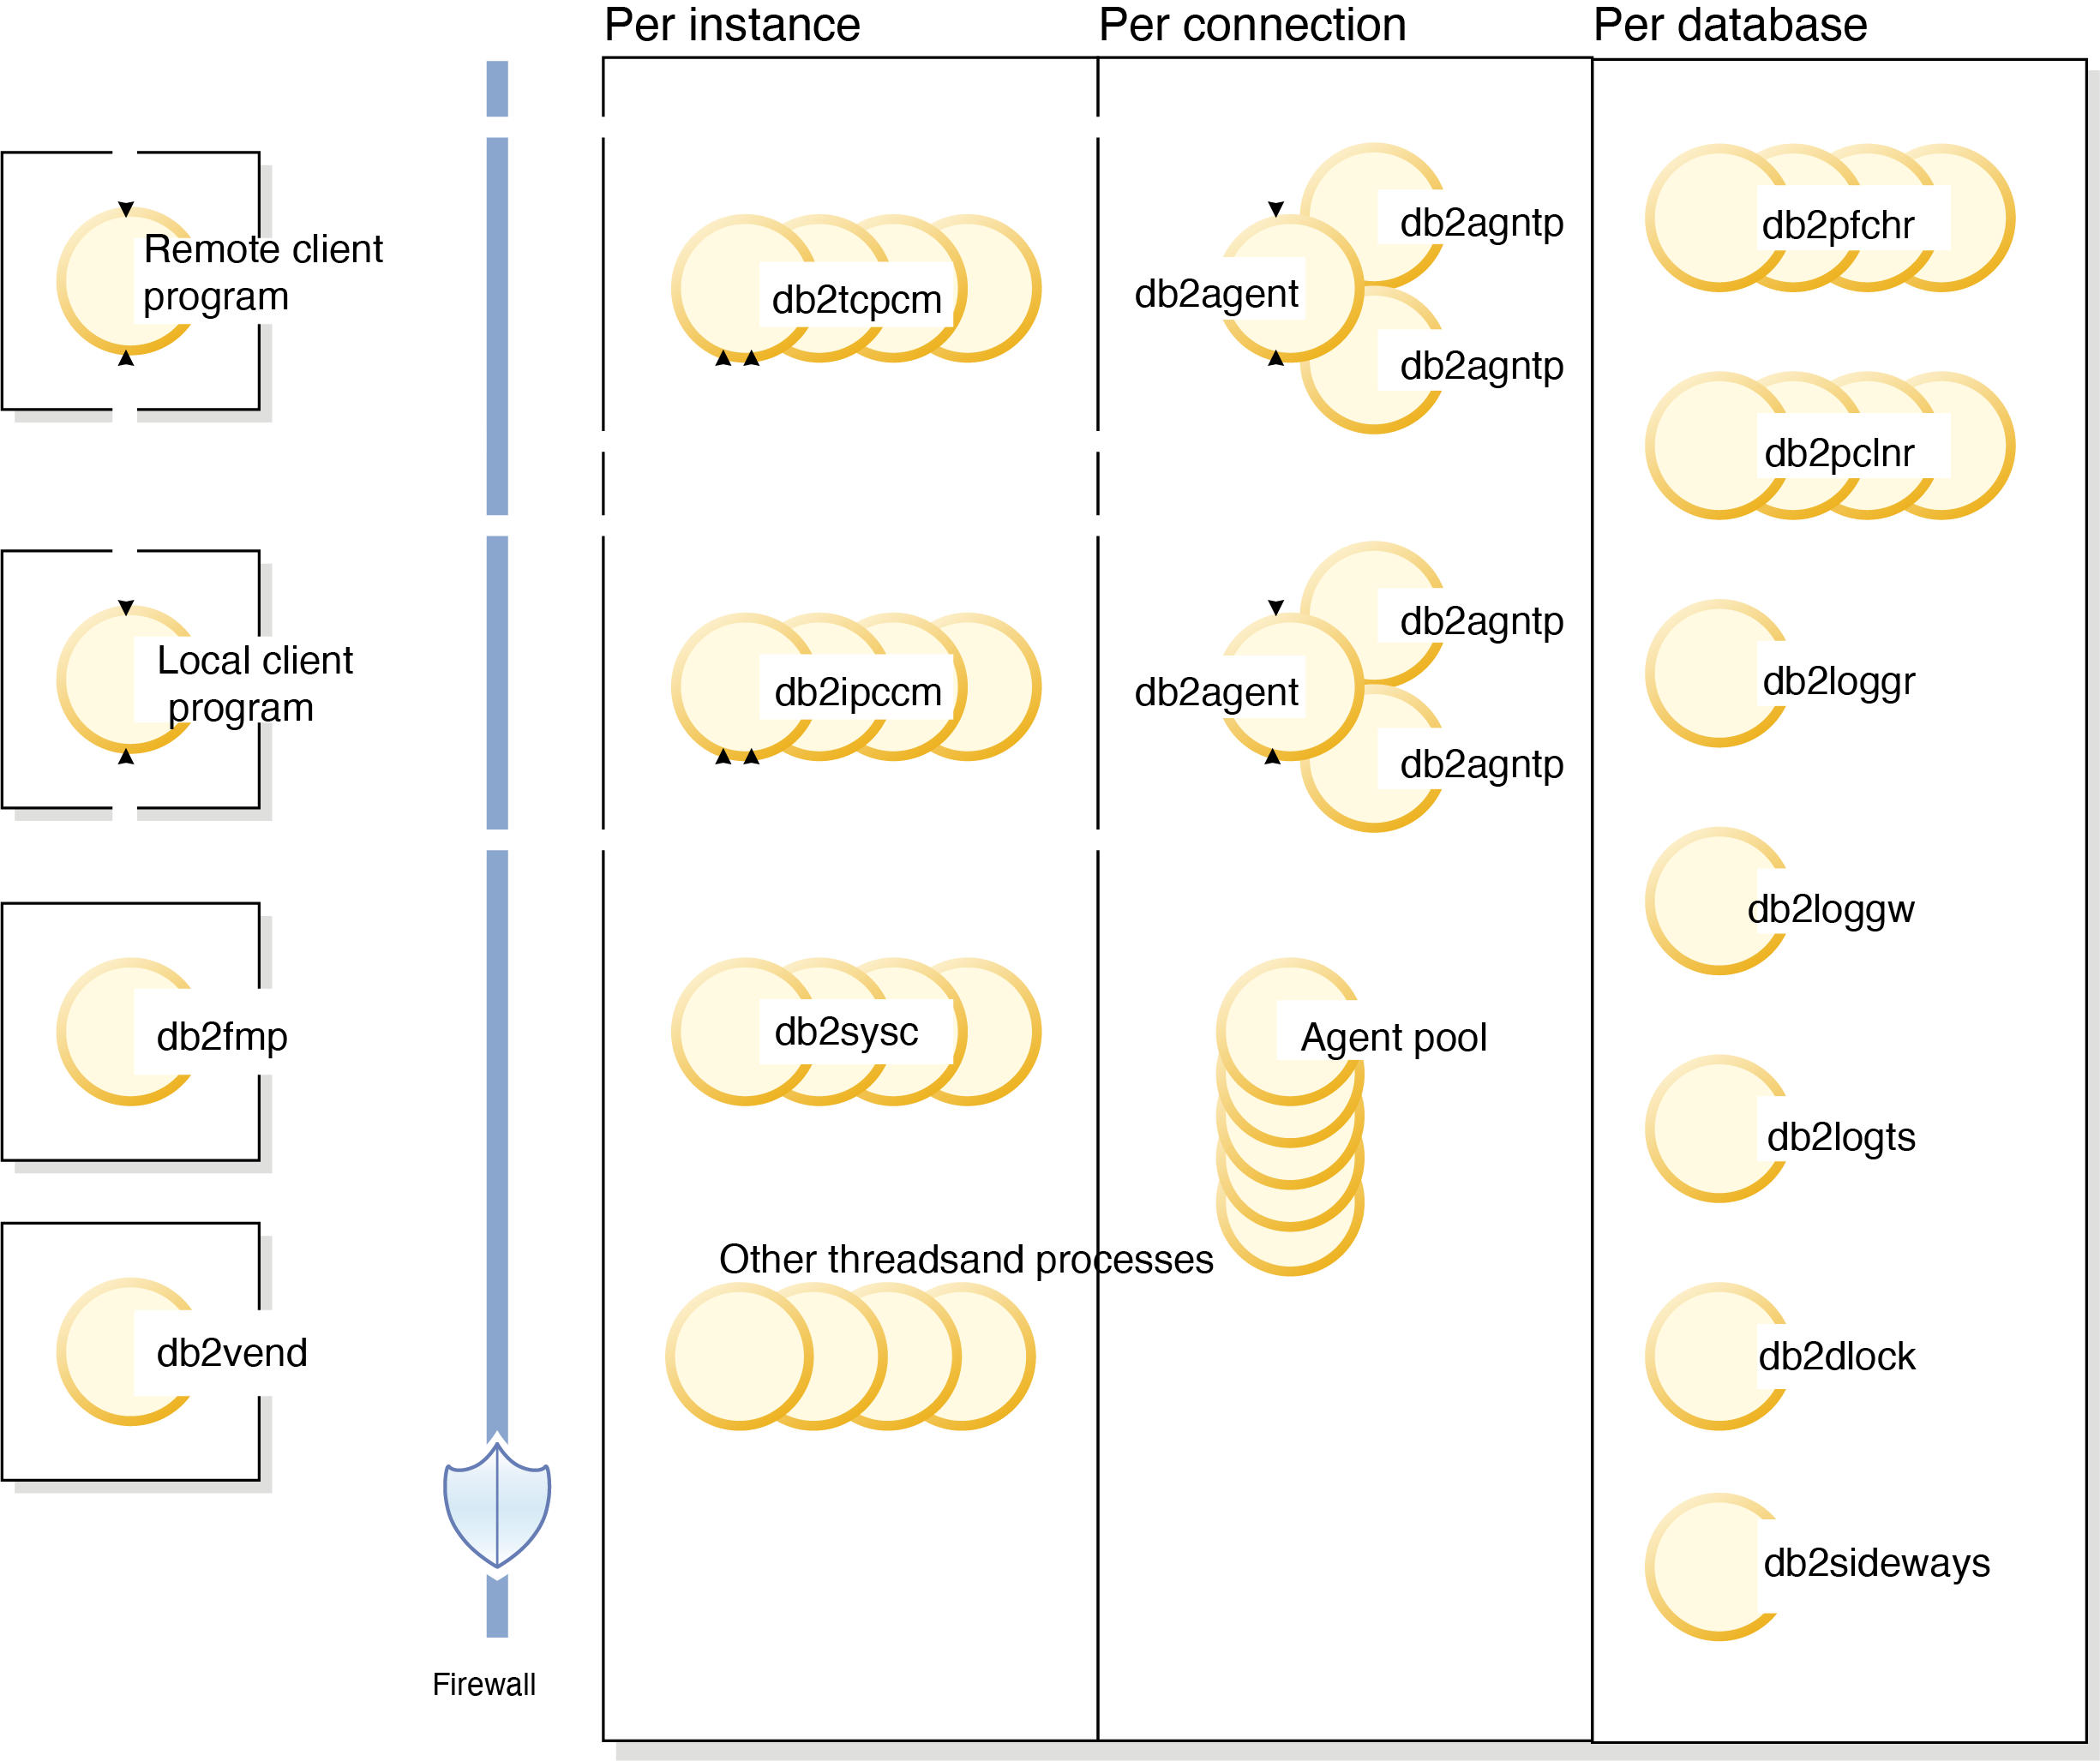 Per instance
Per connection
Per database
Remote client
program
db2tcpcm
db2agent
db2agntp
db2agntp
db2pfchr
db2pclnr
Local client
program
db2ipccm
db2agent
db2agntp
db2agntp
db2loggr
db2loggw
db2fmp
db2sysc
Agent pool
db2logts
Other threadsand processes
db2vend
db2dlock
db2sideways
Firewall